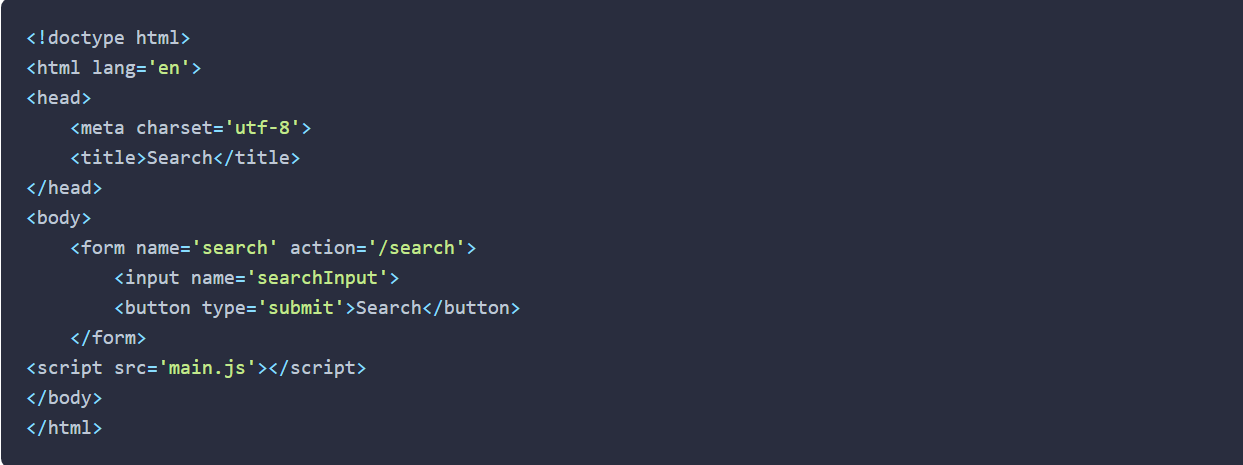 <!doctype html>
<html lang='en'>
<head>
    <meta charset='utf-8'>
    <title>Search</title>
</head>
<body>
    <form name='search' action='/search'>
        <input name='searchInput'>
        <button type='submit'>Search</button>
    </form>
<script src='main.js'></script>
</body>
</html>